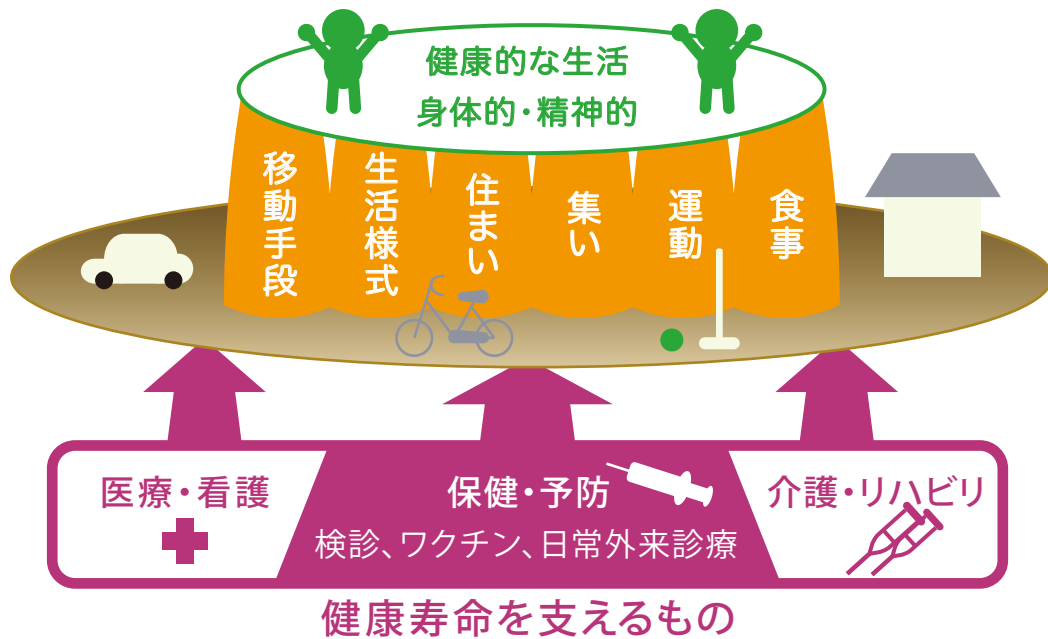 健康的な生活
身体的・精神的
移動手段
生活様式
住まい
集い
運動
食事
医療・看護
保健・予防
検診、ワクチン、日常外来診療
介護・リハビリ
健康寿命を支えるもの